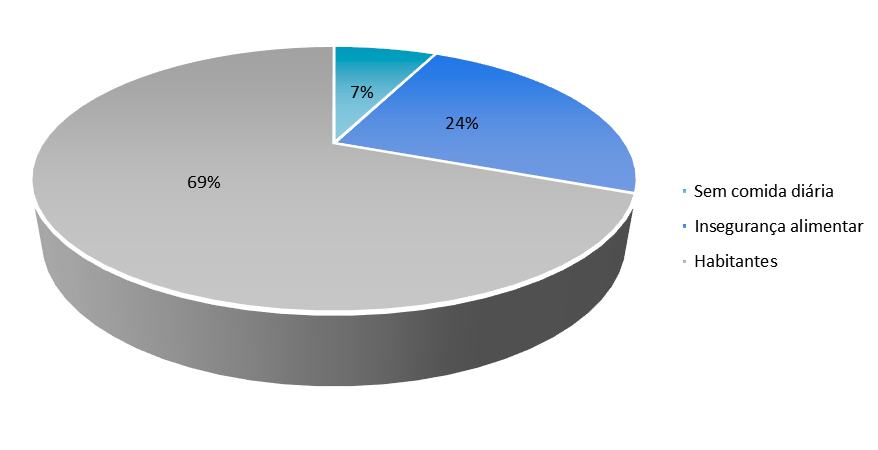 7%
24%
69%
Sem comida diária
Insegurança alimentar
Habitantes